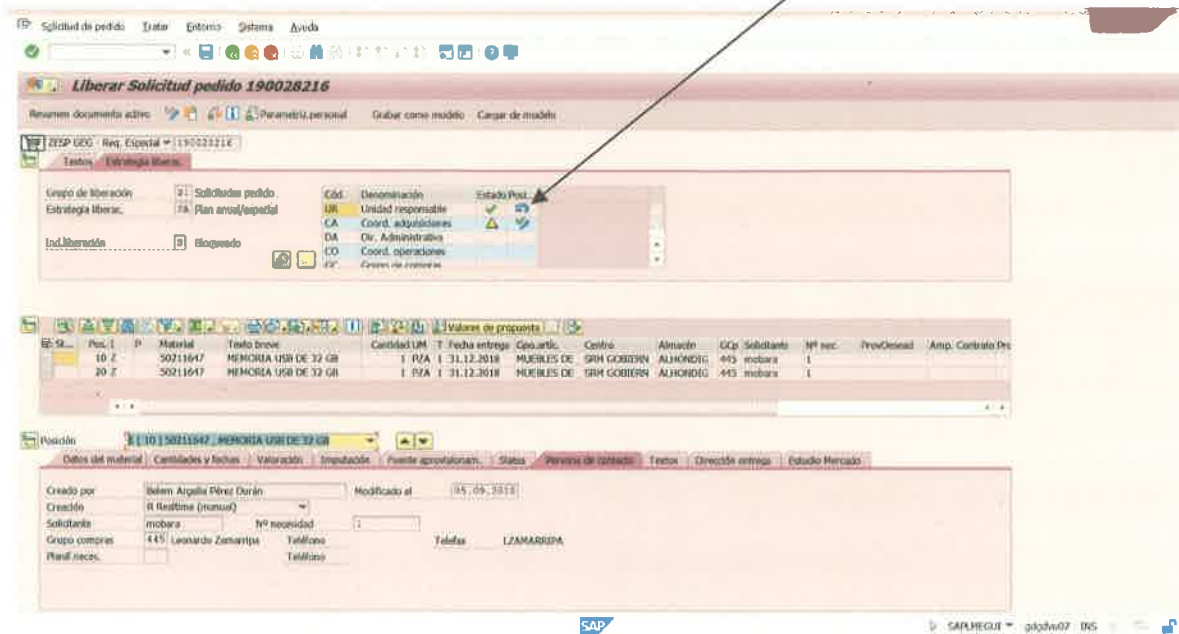 Solicitud de pedido Tratar Entorno Sistema Ayuda
Liberar Solicitud pedido 190028216
Resumen documento activo Parametriz.personal Grabar como modelo Cargar de modelo
ZESP GEG - Req. Especial 190028216
Textos Estrategia liberac.
Grupo de liberación Solicitudes pedido
Estrategia liberac. Plan anual/especial
Ind.liberación Bloqueado
Cód. Denominación Estado Post...
UR Unidad responsable
CA Coord. adquisiciones
DA Dir. Administrativa
CO Coord. operaciones
Valores de propuesta
St... Pos. I P Material Texto breve Cantidad UM T Fecha entrega Gpo.artíc. Centro Almacén GCp Solicitante Nº nec. ProvDesead Amp. Contrato Pro
10 Z 50211647 MEMORIA USB DE 32 GB 1 PZA 1 31.12.2018 MUEBLES DE SRM GOBIERN ALHONDIG 445 mobara 1
20 Z 50211647 MEMORIA USB DE 32 GB 1 PZA 1 31.12.2018 MUEBLES DE SRM GOBIERN ALHONDIG 445 mobara 1
Posición [ 10 ] 50211647 , MEMORIA USB DE 32 GB
Datos del material Cantidades y fechas Valoración Imputación Fuente aprovisionam. Status Persona de contacto Textos Dirección entrega Estudio Mercado
Creado por Belem Argelia Pérez Durán Modificado el 05.09.2018
Creación R Realtime (manual)
Solicitante mobara Nº necesidad 1
Grupo compras 445 Leonardo Zamarripa Teléfono Telefax LZAMARRIPA
Planif.neces. Teléfono
SAP
SAPLMEGUI INS